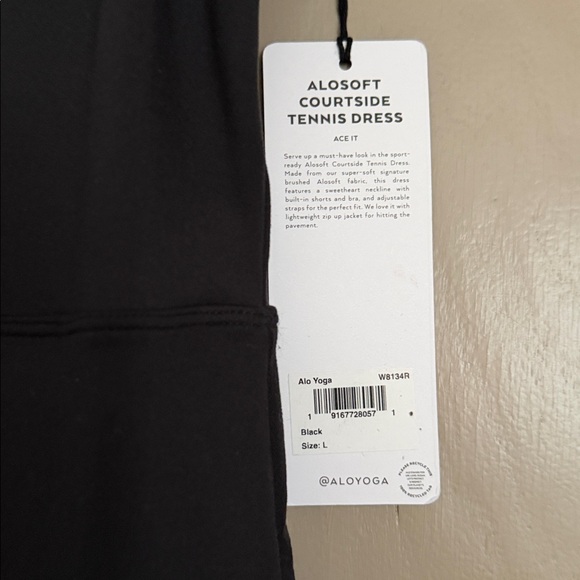 ALOSOFT
COURTSIDE
TENNIS DRESS
ACE IT
Serve up a must-have look in the sport-
ready Alosoft Courtside Tennis Dress.
Made from our super-soft signature
brushed Alosoft fabric, this dress
features a sweetheart neckline with
built-in shorts and bra, and adjustable
straps for the perfect fit. We love it with
lightweight zip up jacket for hitting the
pavement.
Alo Yoga W8134R
1 9167728057 1
Black
Size: L
@ALOYOGA
PLEASE RECYCLE THIS